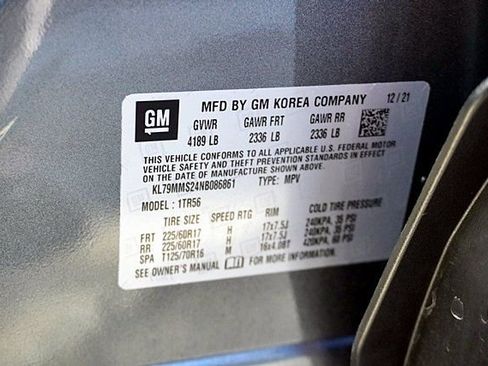 GM
MFD BY GM KOREA COMPANY 12 / 21
GVWR GAWR FRT GAWR RR
4189 LB 2336 LB 2336 LB
THIS VEHICLE CONFORMS TO ALL APPLICABLE U.S. FEDERAL MOTOR
VEHICLE SAFETY AND THEFT PREVENTION STANDARDS IN EFFECT
ON THE DATE OF MANUFACTURE SHOWN ABOVE.
KL79MMS24NB086861 TYPE: MPV
MODEL : 1TR56
TIRE SIZE SPEED RTG RIM COLD TIRE PRESSURE
FRT 225/60R17 H 17x7.5J 240KPA, 35 PSI
RR 225/60R17 H 17x7.5J 240KPA, 35 PSI
SPA T125/70R16 M 16x4.0BT 420KPA, 60 PSI
SEE OWNER'S MANUAL i FOR MORE INFORMATION.